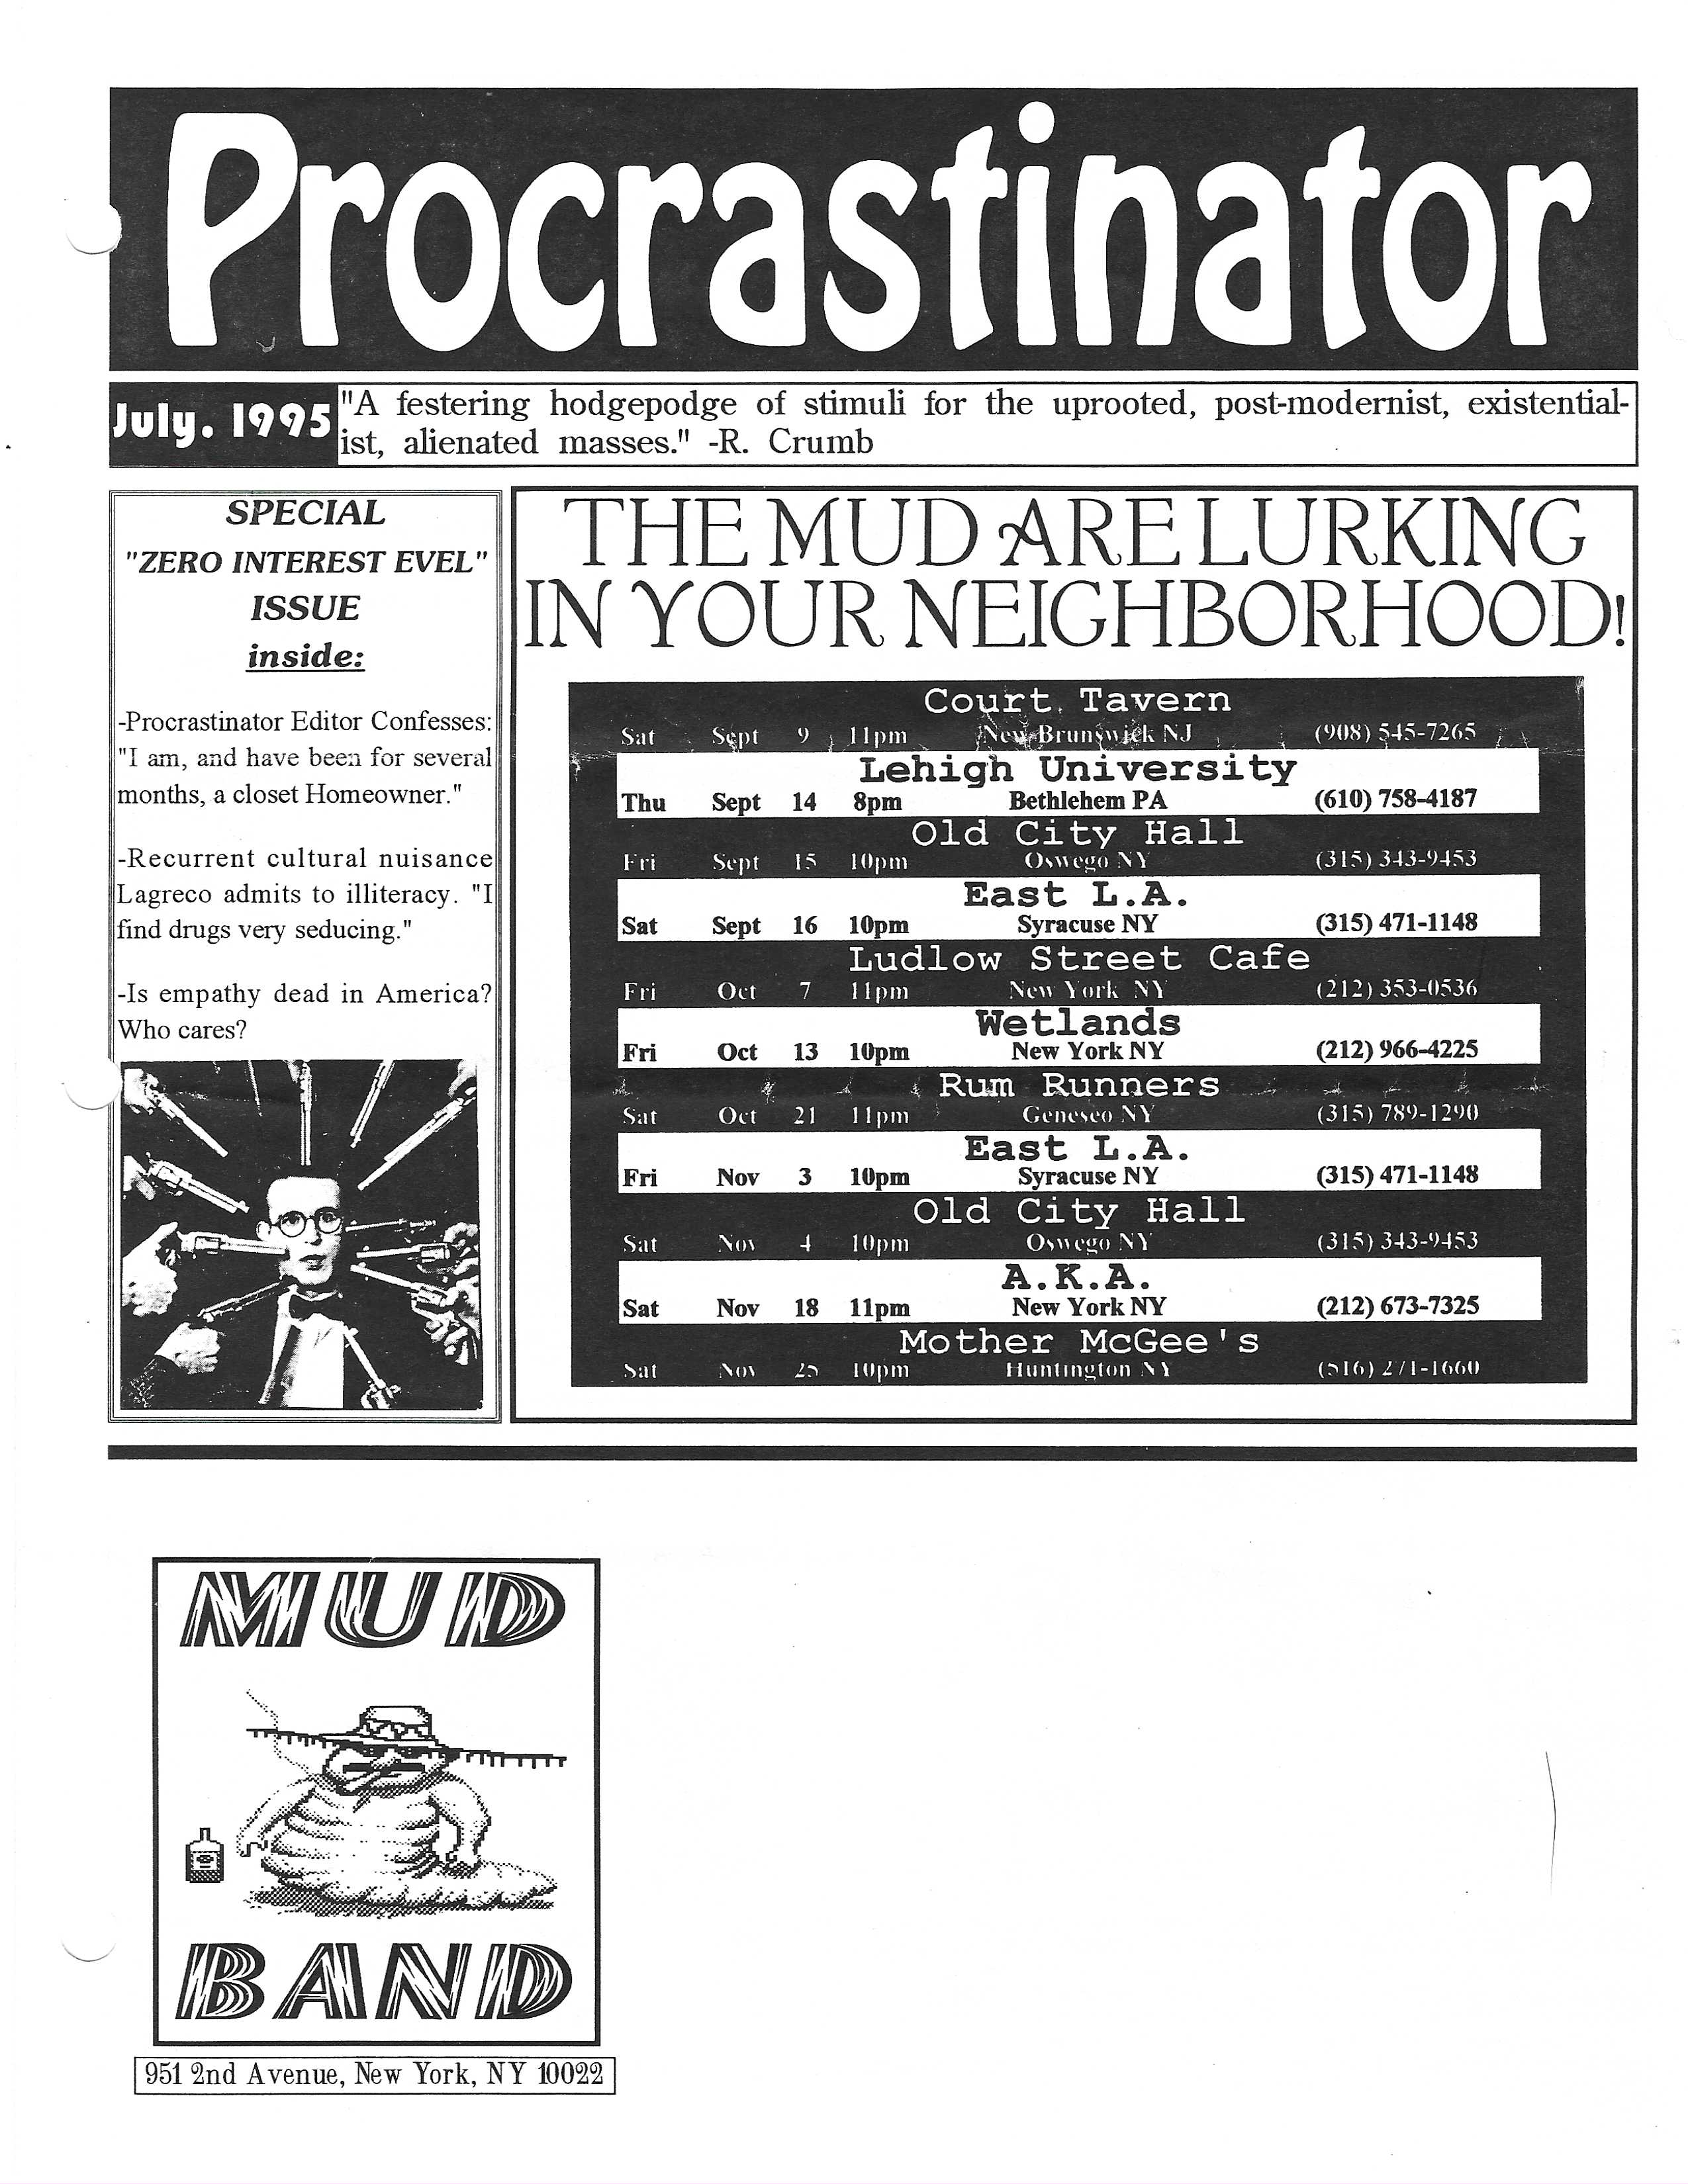 Procrastinator
July. 1995
"A festering hodgepodge of stimuli for the uprooted, post-modernist, existential-
ist, alienated masses." -R. Crumb
SPECIAL
"ZERO INTEREST EVEL"
ISSUE
inside:
-Procrastinator Editor Confesses:
"I am, and have been for several
months, a closet Homeowner."
-Recurrent cultural nuisance
Lagreco admits to illiteracy. "I
find drugs very seducing."
-Is empathy dead in America?
Who cares?
THE MUD ARE LURKING
IN YOUR NEIGHBORHOOD!
Court Tavern
Sat Sept 9 11pm New Brunswick NJ (908) 545-7265
Lehigh University
Thu Sept 14 8pm Bethlehem PA (610) 758-4187
Old City Hall
Fri Sept 15 10pm Oswego NY (315) 343-9453
East L.A.
Sat Sept 16 10pm Syracuse NY (315) 471-1148
Ludlow Street Cafe
Fri Oct 7 11pm New York NY (212) 353-0536
Wetlands
Fri Oct 13 10pm New York NY (212) 966-4225
Rum Runners
Sat Oct 21 11pm Geneseo NY (315) 789-1290
East L.A.
Fri Nov 3 10pm Syracuse NY (315) 471-1148
Old City Hall
Sat Nov 4 10pm Oswego NY (315) 343-9453
A.K.A.
Sat Nov 18 11pm New York NY (212) 673-7325
Mother McGee's
Sat Nov 25 10pm Huntington NY (516) 271-1660
MUD
BAND
951 2nd Avenue, New York, NY 10022